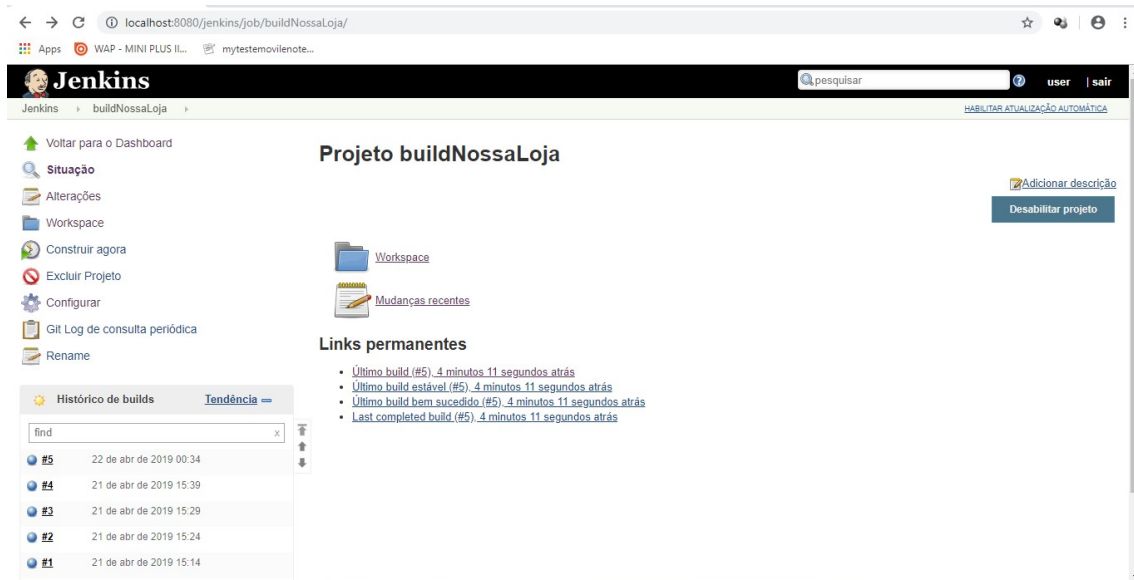 localhost:8080/jenkins/job/buildNossaLoja/
Apps WAP - MINI PLUS II... mytestemovilenote...
Jenkins pesquisar user | sair
Jenkins buildNossaLoja HABILITAR ATUALIZAÇÃO AUTOMÁTICA
Voltar para o Dashboard
Situação
Alterações
Workspace
Construir agora
Excluir Projeto
Configurar
Git Log de consulta periódica
Rename
Histórico de builds Tendência
find x
#5 22 de abr de 2019 00:34
#4 21 de abr de 2019 15:39
#3 21 de abr de 2019 15:29
#2 21 de abr de 2019 15:24
#1 21 de abr de 2019 15:14
Projeto buildNossaLoja
Adicionar descrição
Desabilitar projeto
Workspace
Mudanças recentes
Links permanentes
Último build (#5), 4 minutos 11 segundos atrás
Último build estável (#5), 4 minutos 11 segundos atrás
Último build bem sucedido (#5), 4 minutos 11 segundos atrás
Last completed build (#5), 4 minutos 11 segundos atrás